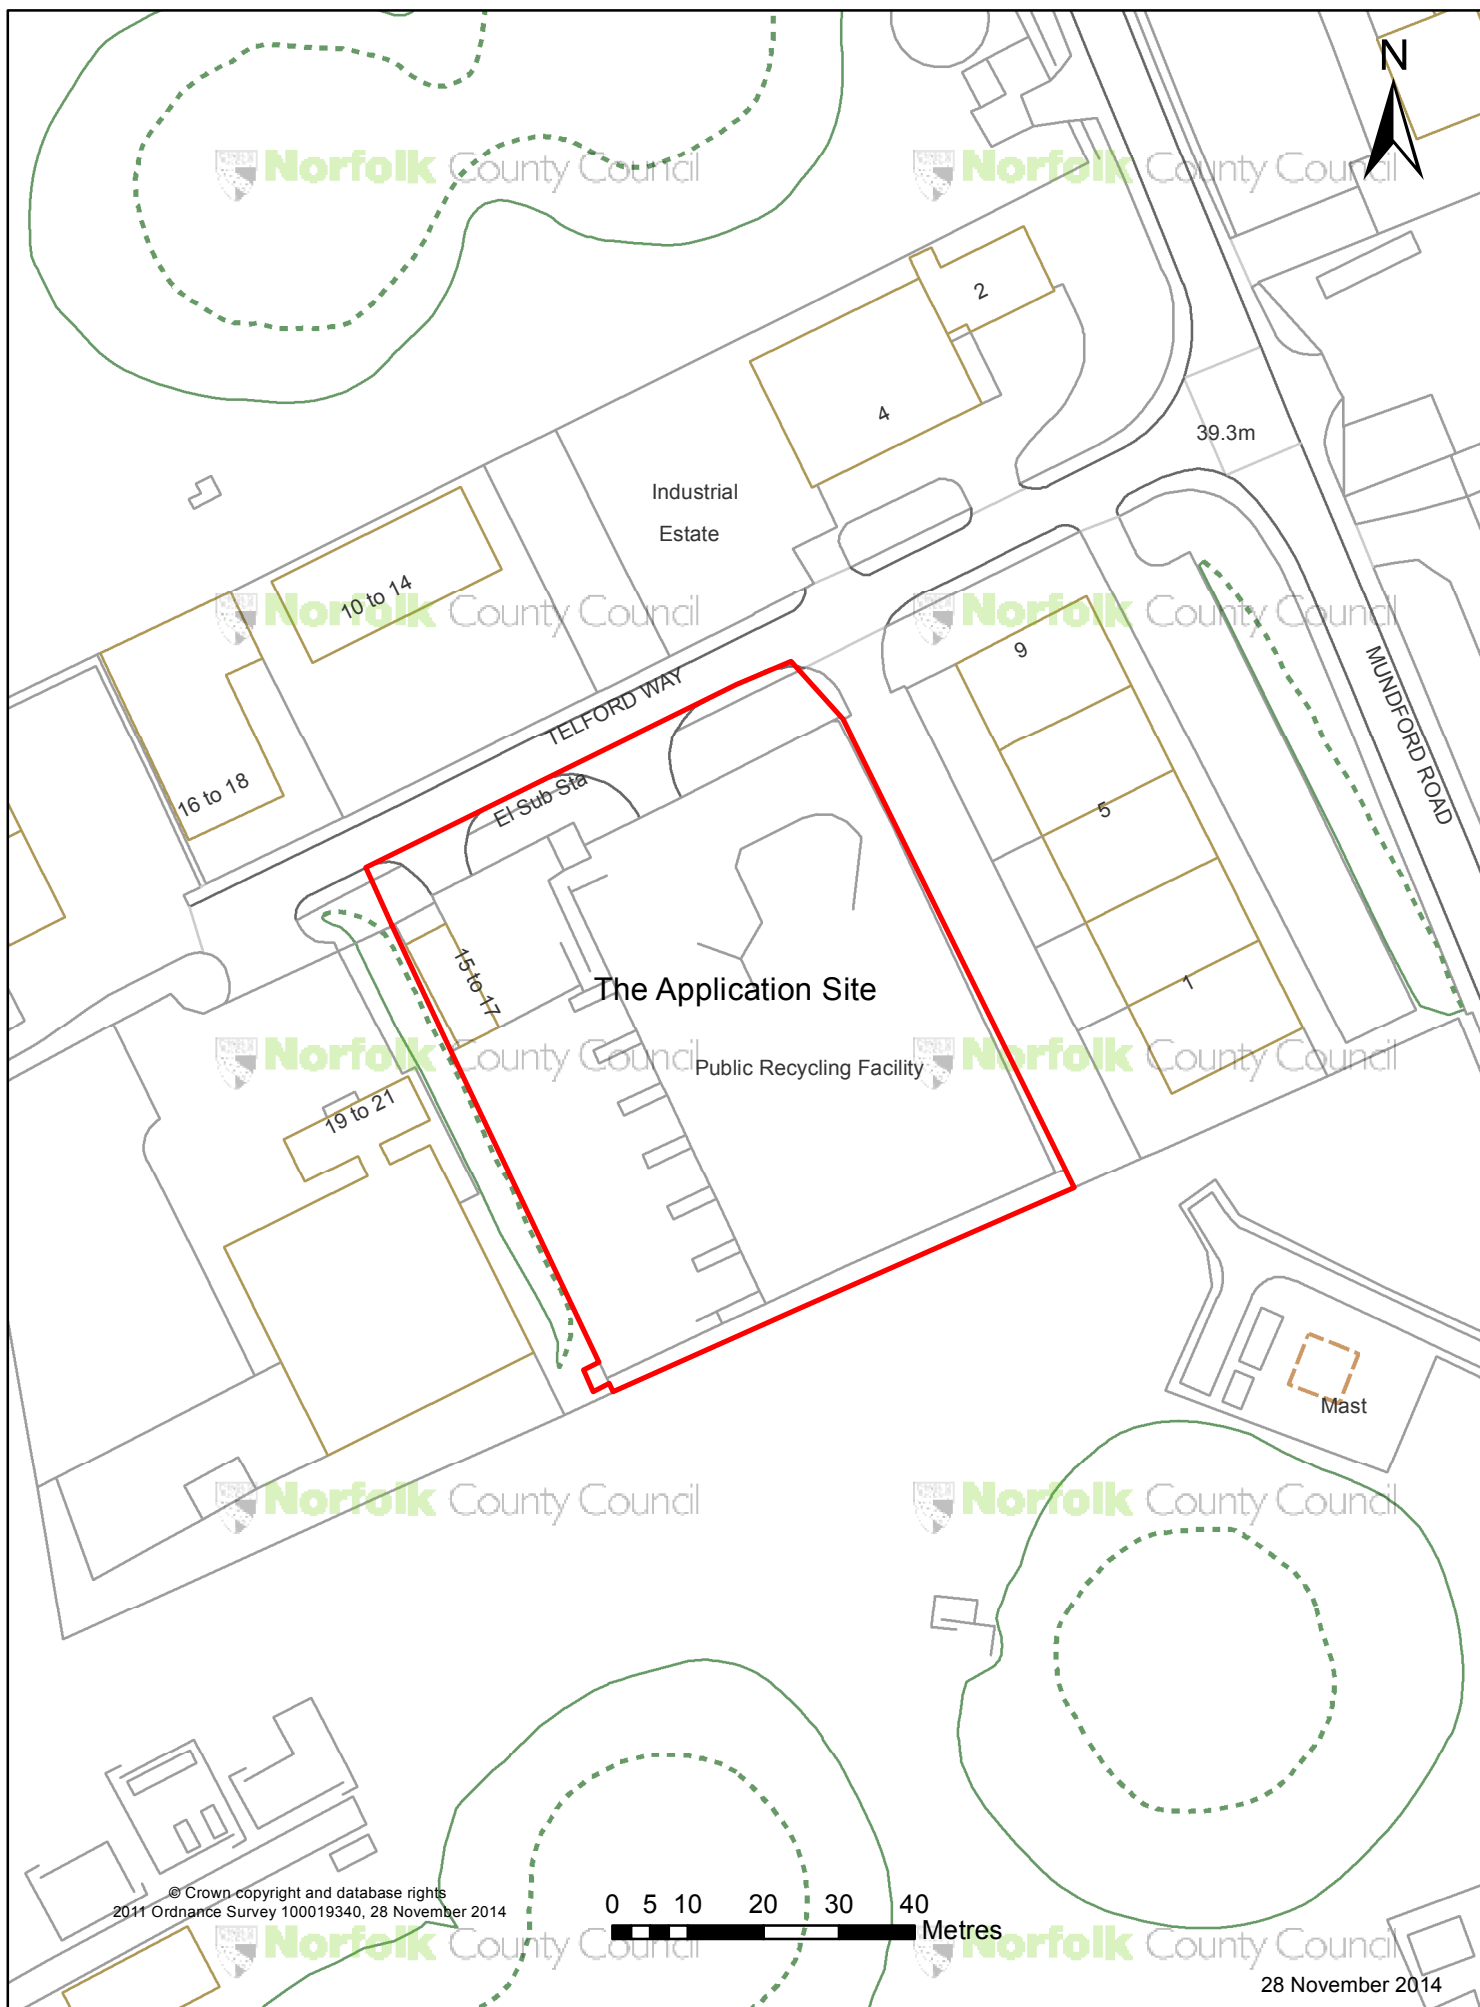 N
Norfolk County Council
Norfolk County Council
2
4
39.3m
Industrial
Estate
10 to 14
Norfolk County Council
Norfolk County Council
9
TELFORD WAY
MUNDFORD ROAD
16 to 18
El Sub Sta
5
15 to 17
The Application Site
1
Norfolk County Council
Public Recycling Facility
Norfolk County Council
19 to 21
Mast
Norfolk County Council
Norfolk County Council
© Crown copyright and database rights
2011 Ordnance Survey 100019340, 28 November 2014
0 5 10 20 30 40
Metres
Norfolk County Council
Norfolk County Council
28 November 2014